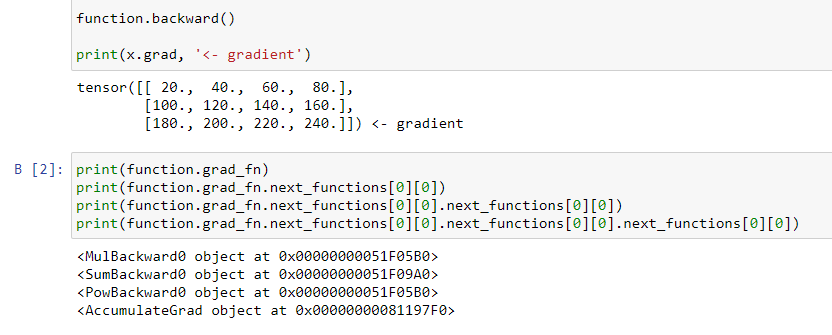 function.backward()
print(x.grad, '<- gradient')
tensor([[ 20.,  40.,  60.,  80.],
        [100., 120., 140., 160.],
        [180., 200., 220., 240.]]) <- gradient
В [2]: print(function.grad_fn)
print(function.grad_fn.next_functions[0][0])
print(function.grad_fn.next_functions[0][0].next_functions[0][0])
print(function.grad_fn.next_functions[0][0].next_functions[0][0].next_functions[0][0])
<MulBackward0 object at 0x00000000051F05B0>
<SumBackward0 object at 0x00000000051F09A0>
<PowBackward0 object at 0x00000000051F05B0>
<AccumulateGrad object at 0x00000000081197F0>